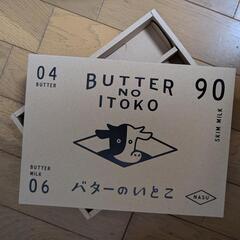 04
BUTTER
BUTTER
NO
ITOKO
90
SKIM MILK
BUTTER
MILK
06
バターのいとこ
NASU